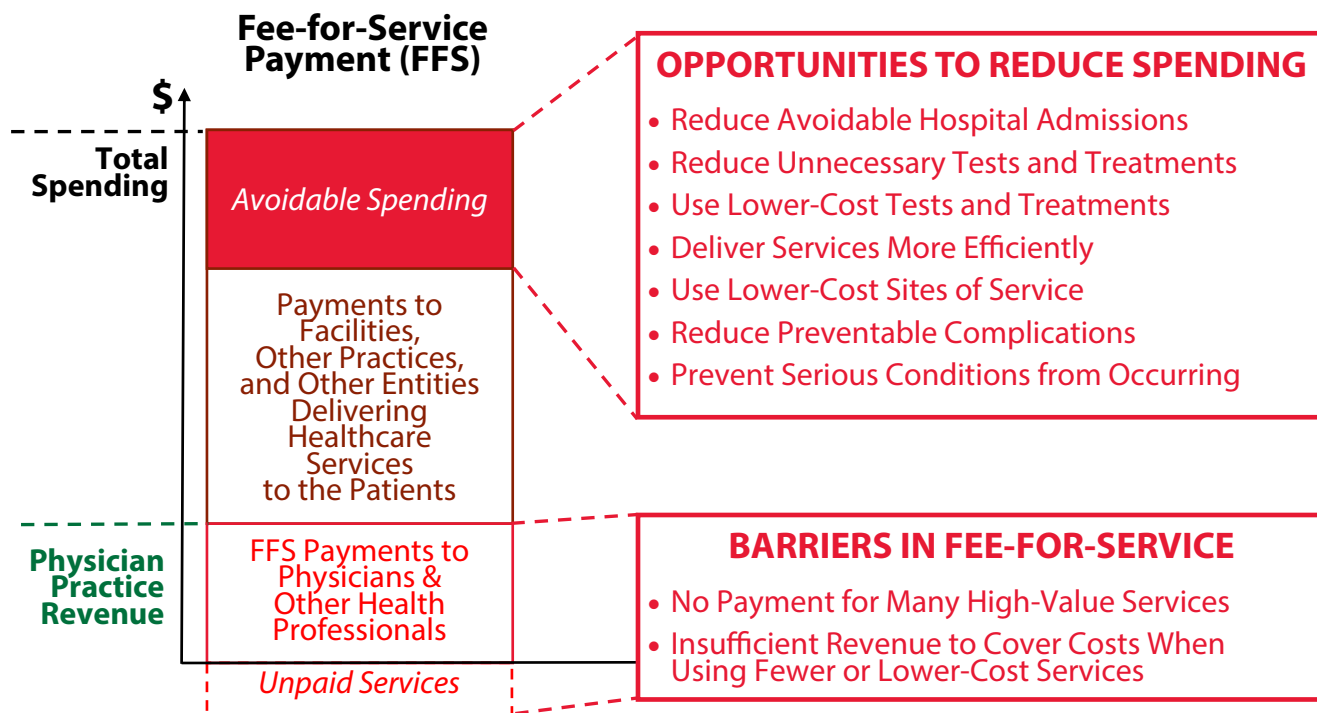 Fee-for-Service
Payment (FFS)
$
Total
Spending
Avoidable Spending
Payments to
Facilities,
Other Practices,
and Other Entities
Delivering
Healthcare
Services
to the Patients
Physician
Practice
Revenue
FFS Payments to
Physicians &
Other Health
Professionals
Unpaid Services
OPPORTUNITIES TO REDUCE SPENDING
• Reduce Avoidable Hospital Admissions
• Reduce Unnecessary Tests and Treatments
• Use Lower-Cost Tests and Treatments
• Deliver Services More Efficiently
• Use Lower-Cost Sites of Service
• Reduce Preventable Complications
• Prevent Serious Conditions from Occurring
BARRIERS IN FEE-FOR-SERVICE
• No Payment for Many High-Value Services
• Insufficient Revenue to Cover Costs When
Using Fewer or Lower-Cost Services